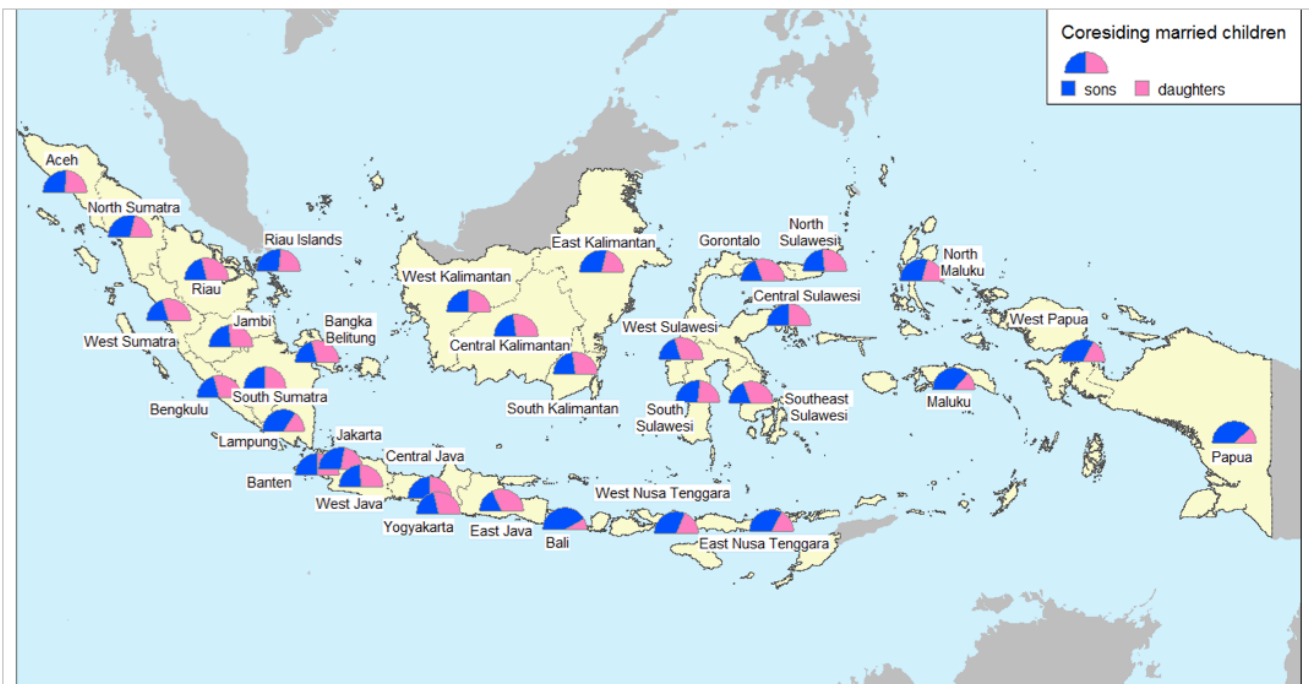 Coresiding married children
sons
daughters
Aceh
North Sumatra
Riau Islands
Riau
West Sumatra
Jambi
Bangka
Belitung
Bengkulu
South Sumatra
Lampung
Jakarta
Banten
West Java
Central Java
Yogyakarta
East Java
Bali
West Nusa Tenggara
East Nusa Tenggara
West Kalimantan
East Kalimantan
Central Kalimantan
South Kalimantan
Gorontalo
North
Sulawesi
Central Sulawesi
West Sulawesi
South
Sulawesi
Southeast
Sulawesi
North
Maluku
Maluku
West Papua
Papua